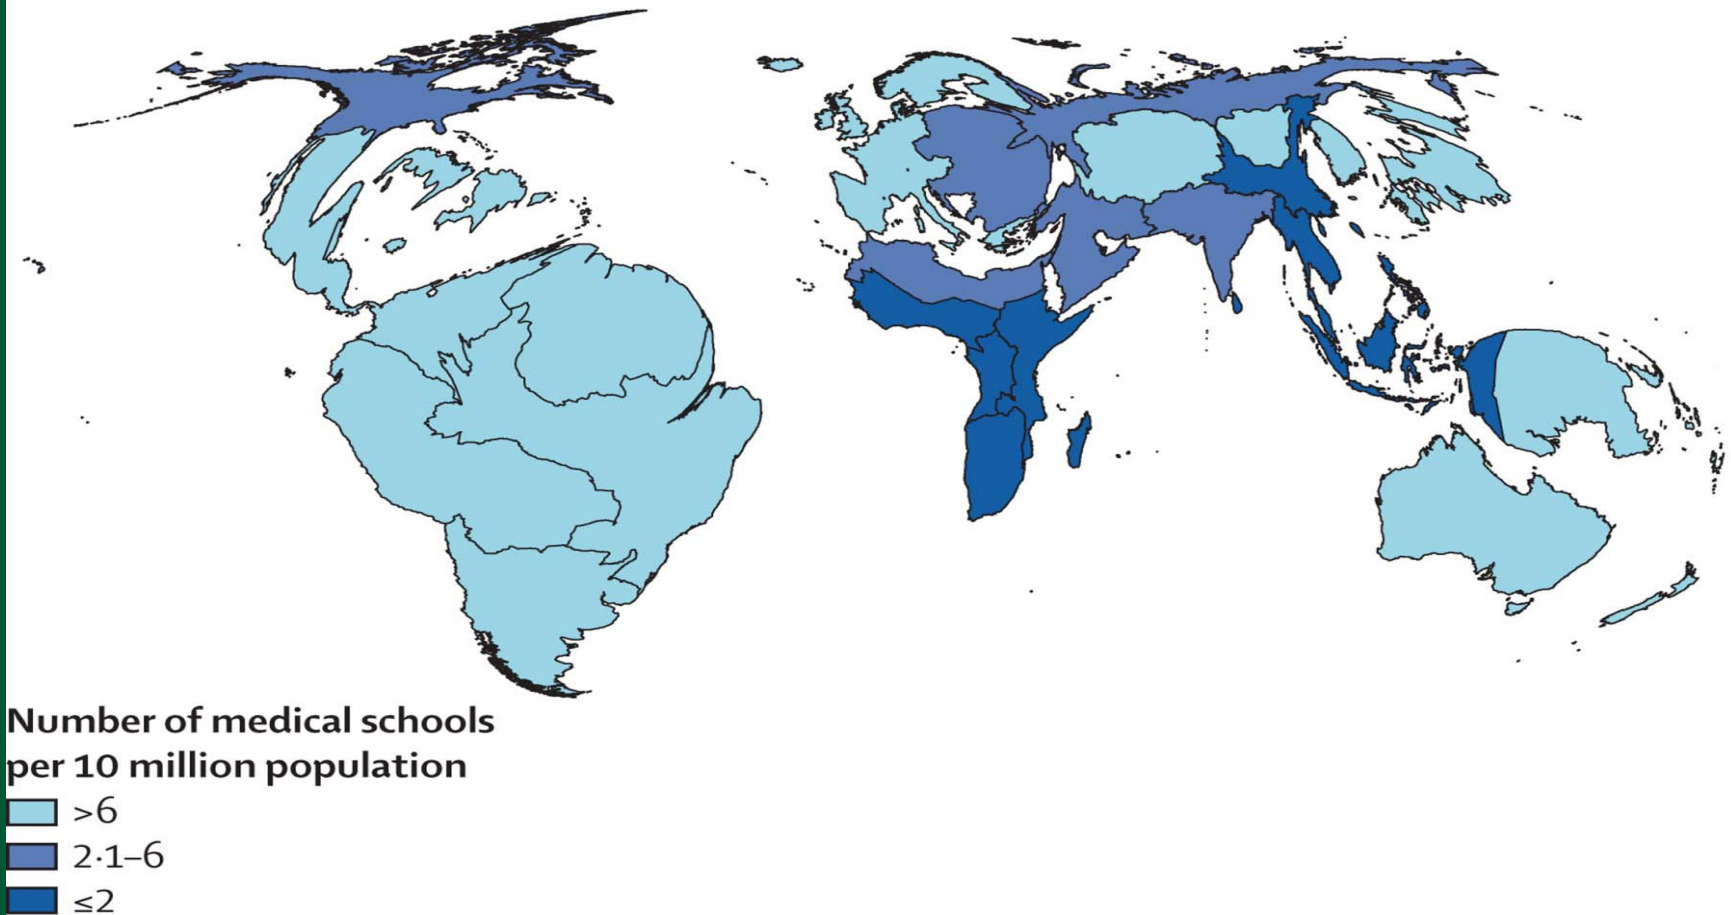 Number of medical schools
per 10 million population
>6
2·1–6
≤2